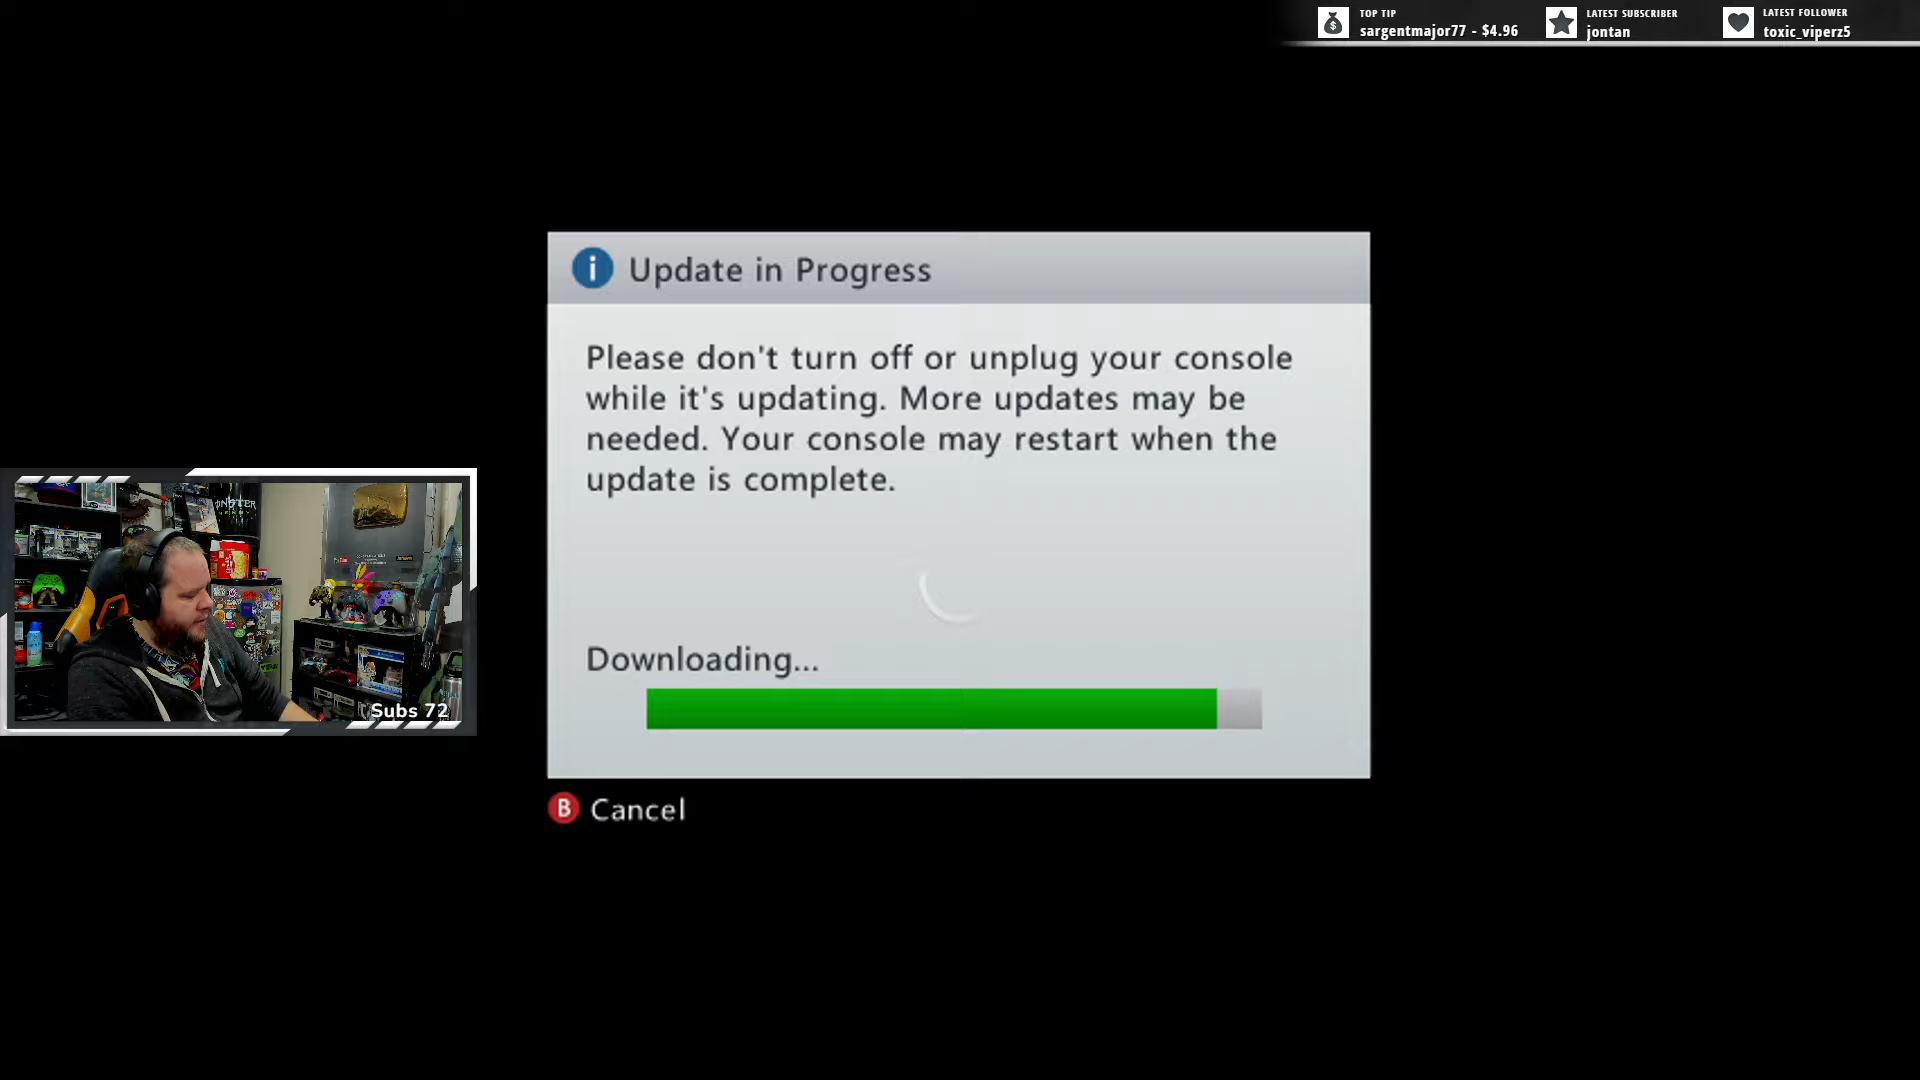 TOP TIP
sargentmajor77 - $4.96
LATEST SUBSCRIBER
jontan
LATEST FOLLOWER
toxic_viperz5
i Update in Progress
Please don't turn off or unplug your console
while it's updating. More updates may be
needed. Your console may restart when the
update is complete.
Downloading...
B Cancel
Subs 72